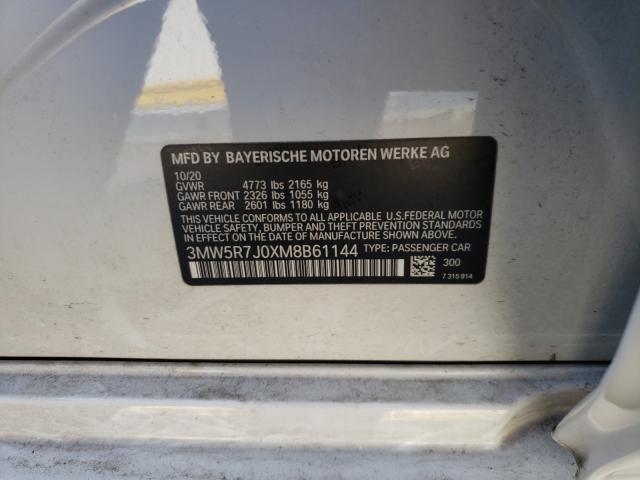 MFD BY BAYERISCHE MOTOREN WERKE AG
10/20
GVWR 4773 lbs 2165 kg
GAWR FRONT 2326 lbs 1055 kg
GAWR REAR 2601 lbs 1180 kg
THIS VEHICLE CONFORMS TO ALL APPLICABLE U.S.FEDERAL MOTOR
VEHICLE SAFETY, BUMPER AND THEFT PREVENTION STANDARDS
IN EFFECT ON THE DATE OF MANUFACTURE SHOWN ABOVE.
3MW5R7J0XM8B61144 TYPE: PASSENGER CAR
300
7 315 814